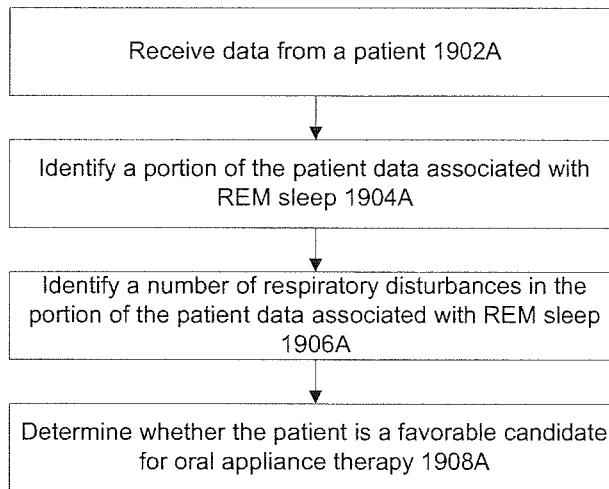 Receive data from a patient 1902A
Identify a portion of the patient data associated with
REM sleep 1904A
Identify a number of respiratory disturbances in the
portion of the patient data associated with REM sleep
1906A
Determine whether the patient is a favorable candidate
for oral appliance therapy 1908A